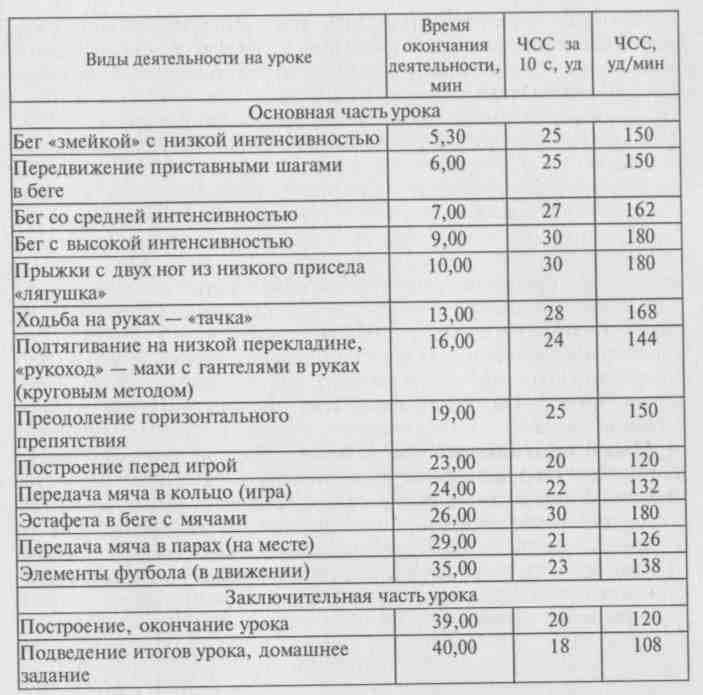 Виды деятельности на уроке
Время
окончания
деятельности,
мин
ЧСС за
10 с, уд
ЧСС,
уд/мин
Основная часть урока
Бег «змейкой» с низкой интенсивностью 5,30 25 150
Передвижение приставными шагами 6,00 25 150
в беге
Бег со средней интенсивностью 7,00 27 162
Бег с высокой интенсивностью 9,00 30 180
Прыжки с двух ног из низкого приседа 10,00 30 180
«лягушка»
Ходьба на руках — «тачка» 13,00 28 168
Подтягивание на низкой перекладине, 16,00 24 144
«рукоход» — махи с гантелями в руках
(круговым методом)
Преодоление горизонтального 19,00 25 150
препятствия
Построение перед игрой 23,00 20 120
Передача мяча в кольцо (игра) 24,00 22 132
Эстафета в беге с мячами 26,00 30 180
Передача мяча в парах (на месте) 29,00 21 126
Элементы футбола (в движении) 35,00 23 138
Заключительная часть урока
Построение, окончание урока 39,00 20 120
Подведение итогов урока, домашнее 40,00 18 108
задание